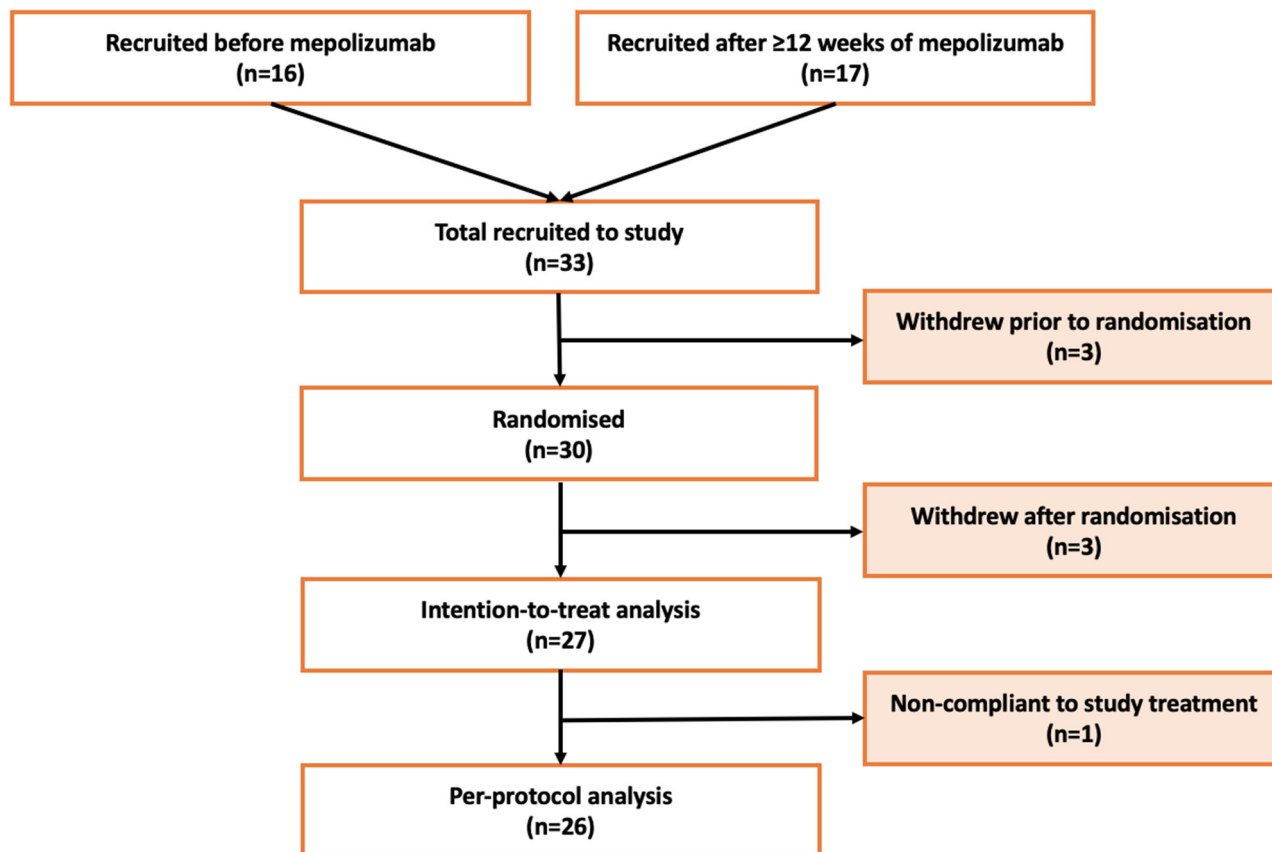 Recruited before mepolizumab
(n=16)
Recruited after ≥12 weeks of mepolizumab
(n=17)
Total recruited to study
(n=33)
Withdrew prior to randomisation
(n=3)
Randomised
(n=30)
Withdrew after randomisation
(n=3)
Intention-to-treat analysis
(n=27)
Non-compliant to study treatment
(n=1)
Per-protocol analysis
(n=26)